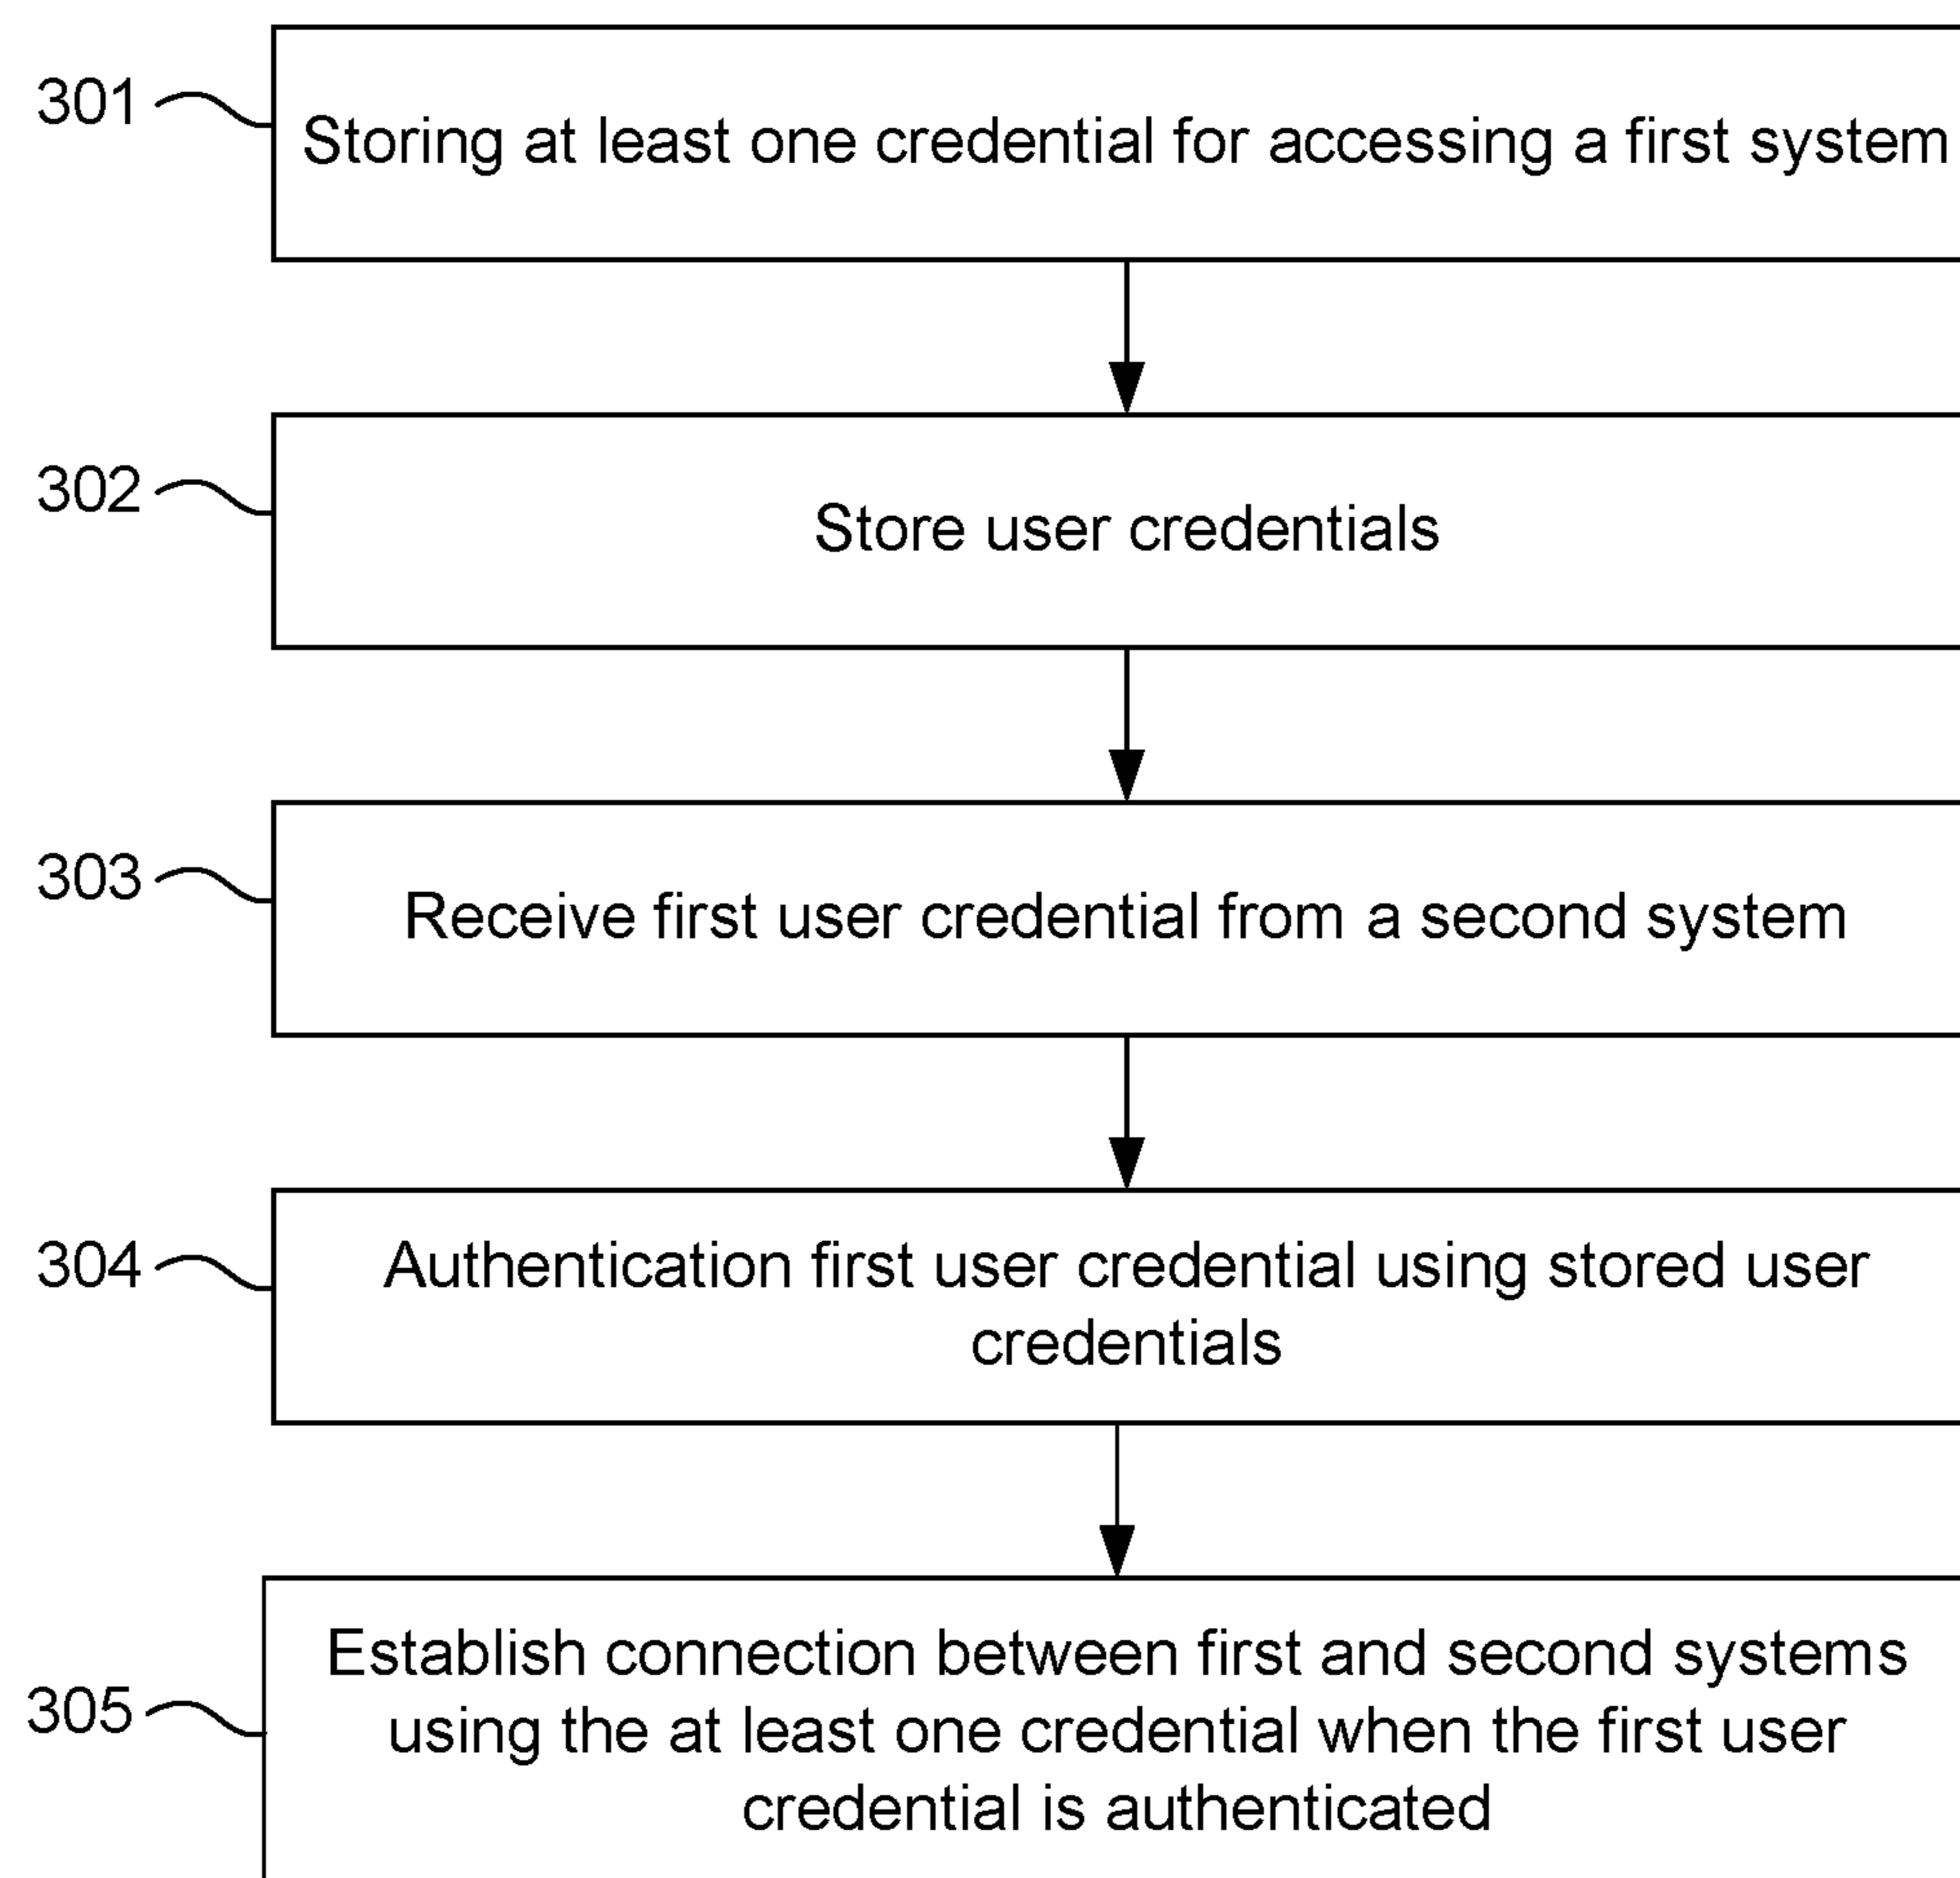 301
Storing at least one credential for accessing a first system
302
Store user credentials
303
Receive first user credential from a second system
304
Authentication first user credential using stored user
credentials
305
Establish connection between first and second systems
using the at least one credential when the first user
credential is authenticated